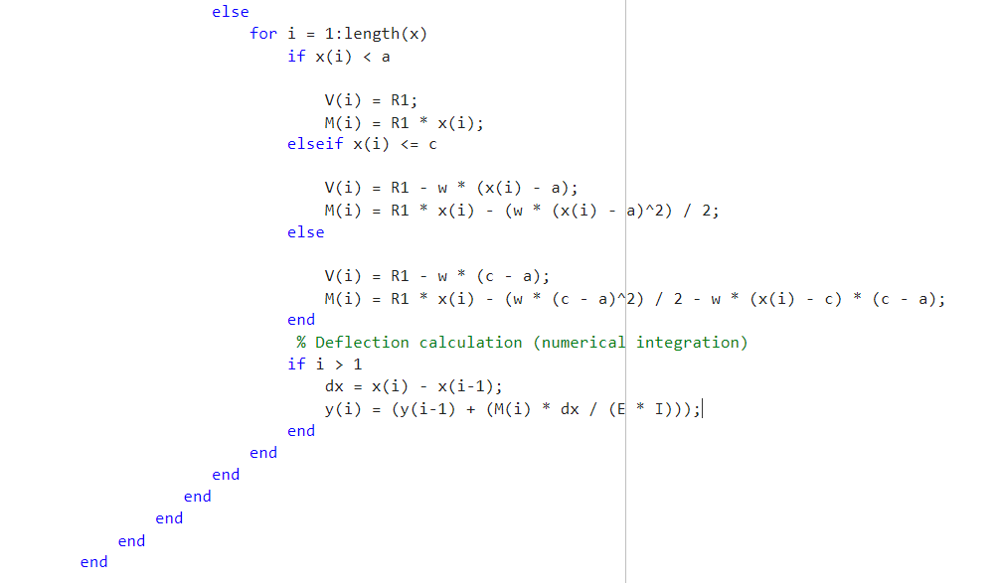 else
for i = 1:length(x)
if x(i) < a
V(i) = R1;
M(i) = R1 * x(i);
elseif x(i) <= c
V(i) = R1 - w * (x(i) - a);
M(i) = R1 * x(i) - (w * (x(i) - a)^2) / 2;
else
V(i) = R1 - w * (c - a);
M(i) = R1 * x(i) - (w * (c - a)^2) / 2 - w * (x(i) - c) * (c - a);
end
% Deflection calculation (numerical integration)
if i > 1
dx = x(i) - x(i-1);
y(i) = (y(i-1) + (M(i) * dx / (E * I)));
end
end
end
end
end
end
end